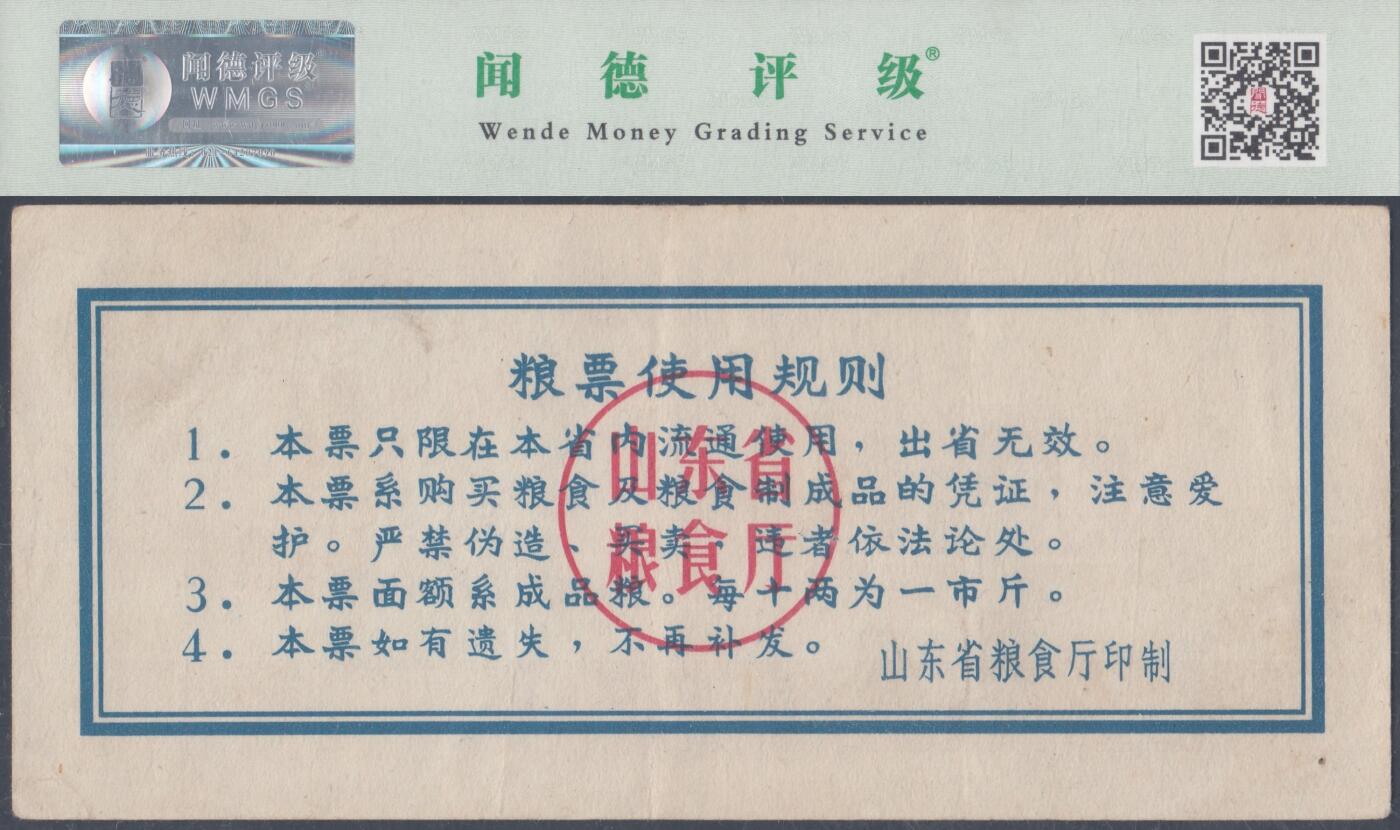 闻德评级
WMGS
闻德评级®
Wende Money Grading Service
粮票使用规则
1. 本票只限在本省内流通使用，出省无效。
2. 本票系购买粮食及粮食制成品的凭证，注意爱
护。严禁伪造、买卖，违者依法论处。
3. 本票面额系成品粮。每十两为一市斤。
4. 本票如有遗失，不再补发。
山东省粮食厅印制
山东省
粮食厅